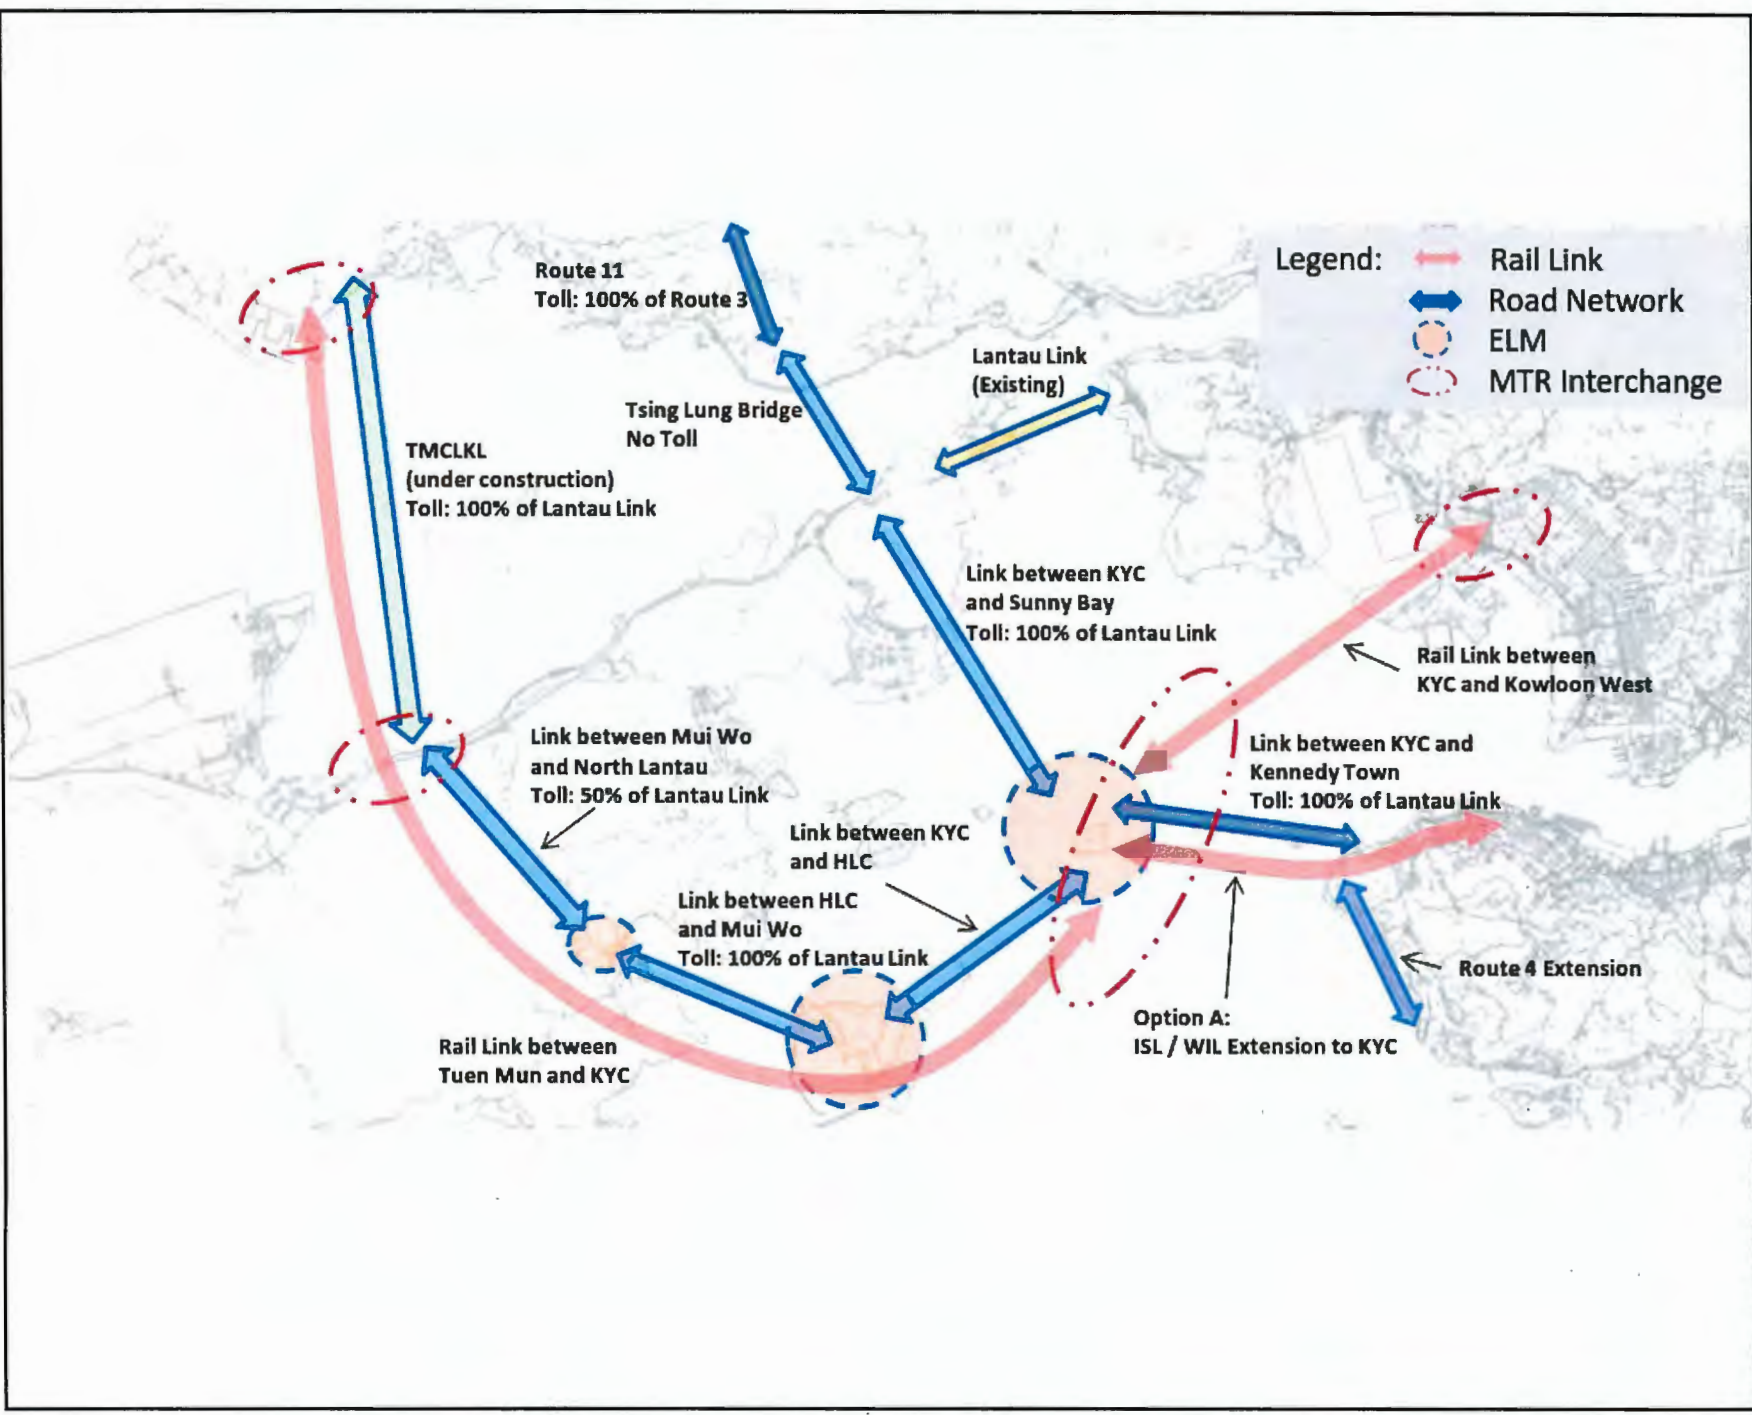 Legend:
Rail Link
Road Network
ELM
MTR Interchange
Route 11
Toll: 100% of Route 3
Lantau Link
(Existing)
Tsing Lung Bridge
No Toll
TMCLKL
(under construction)
Toll: 100% of Lantau Link
Link between KYC
and Sunny Bay
Toll: 100% of Lantau Link
Rail Link between
KYC and Kowloon West
Link between Mui Wo
and North Lantau
Toll: 50% of Lantau Link
Link between KYC and
Kennedy Town
Toll: 100% of Lantau Link
Link between KYC
and HLC
Link between HLC
and Mui Wo
Toll: 100% of Lantau Link
Route 4 Extension
Option A:
ISL / WIL Extension to KYC
Rail Link between
Tuen Mun and KYC